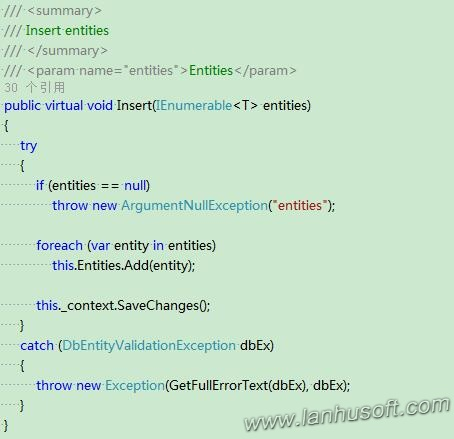 /// <summary>
/// Insert entities
/// </summary>
/// <param name="entities">Entities</param>
30 个引用
public virtual void Insert(IEnumerable<T> entities)
{
try
{
if (entities == null)
throw new ArgumentNullException("entities");
foreach (var entity in entities)
this.Entities.Add(entity);
this._context.SaveChanges();
}
catch (DbEntityValidationException dbEx)
{
throw new Exception(GetFullErrorText(dbEx), dbEx);
}
}
www.lanhusoft.com